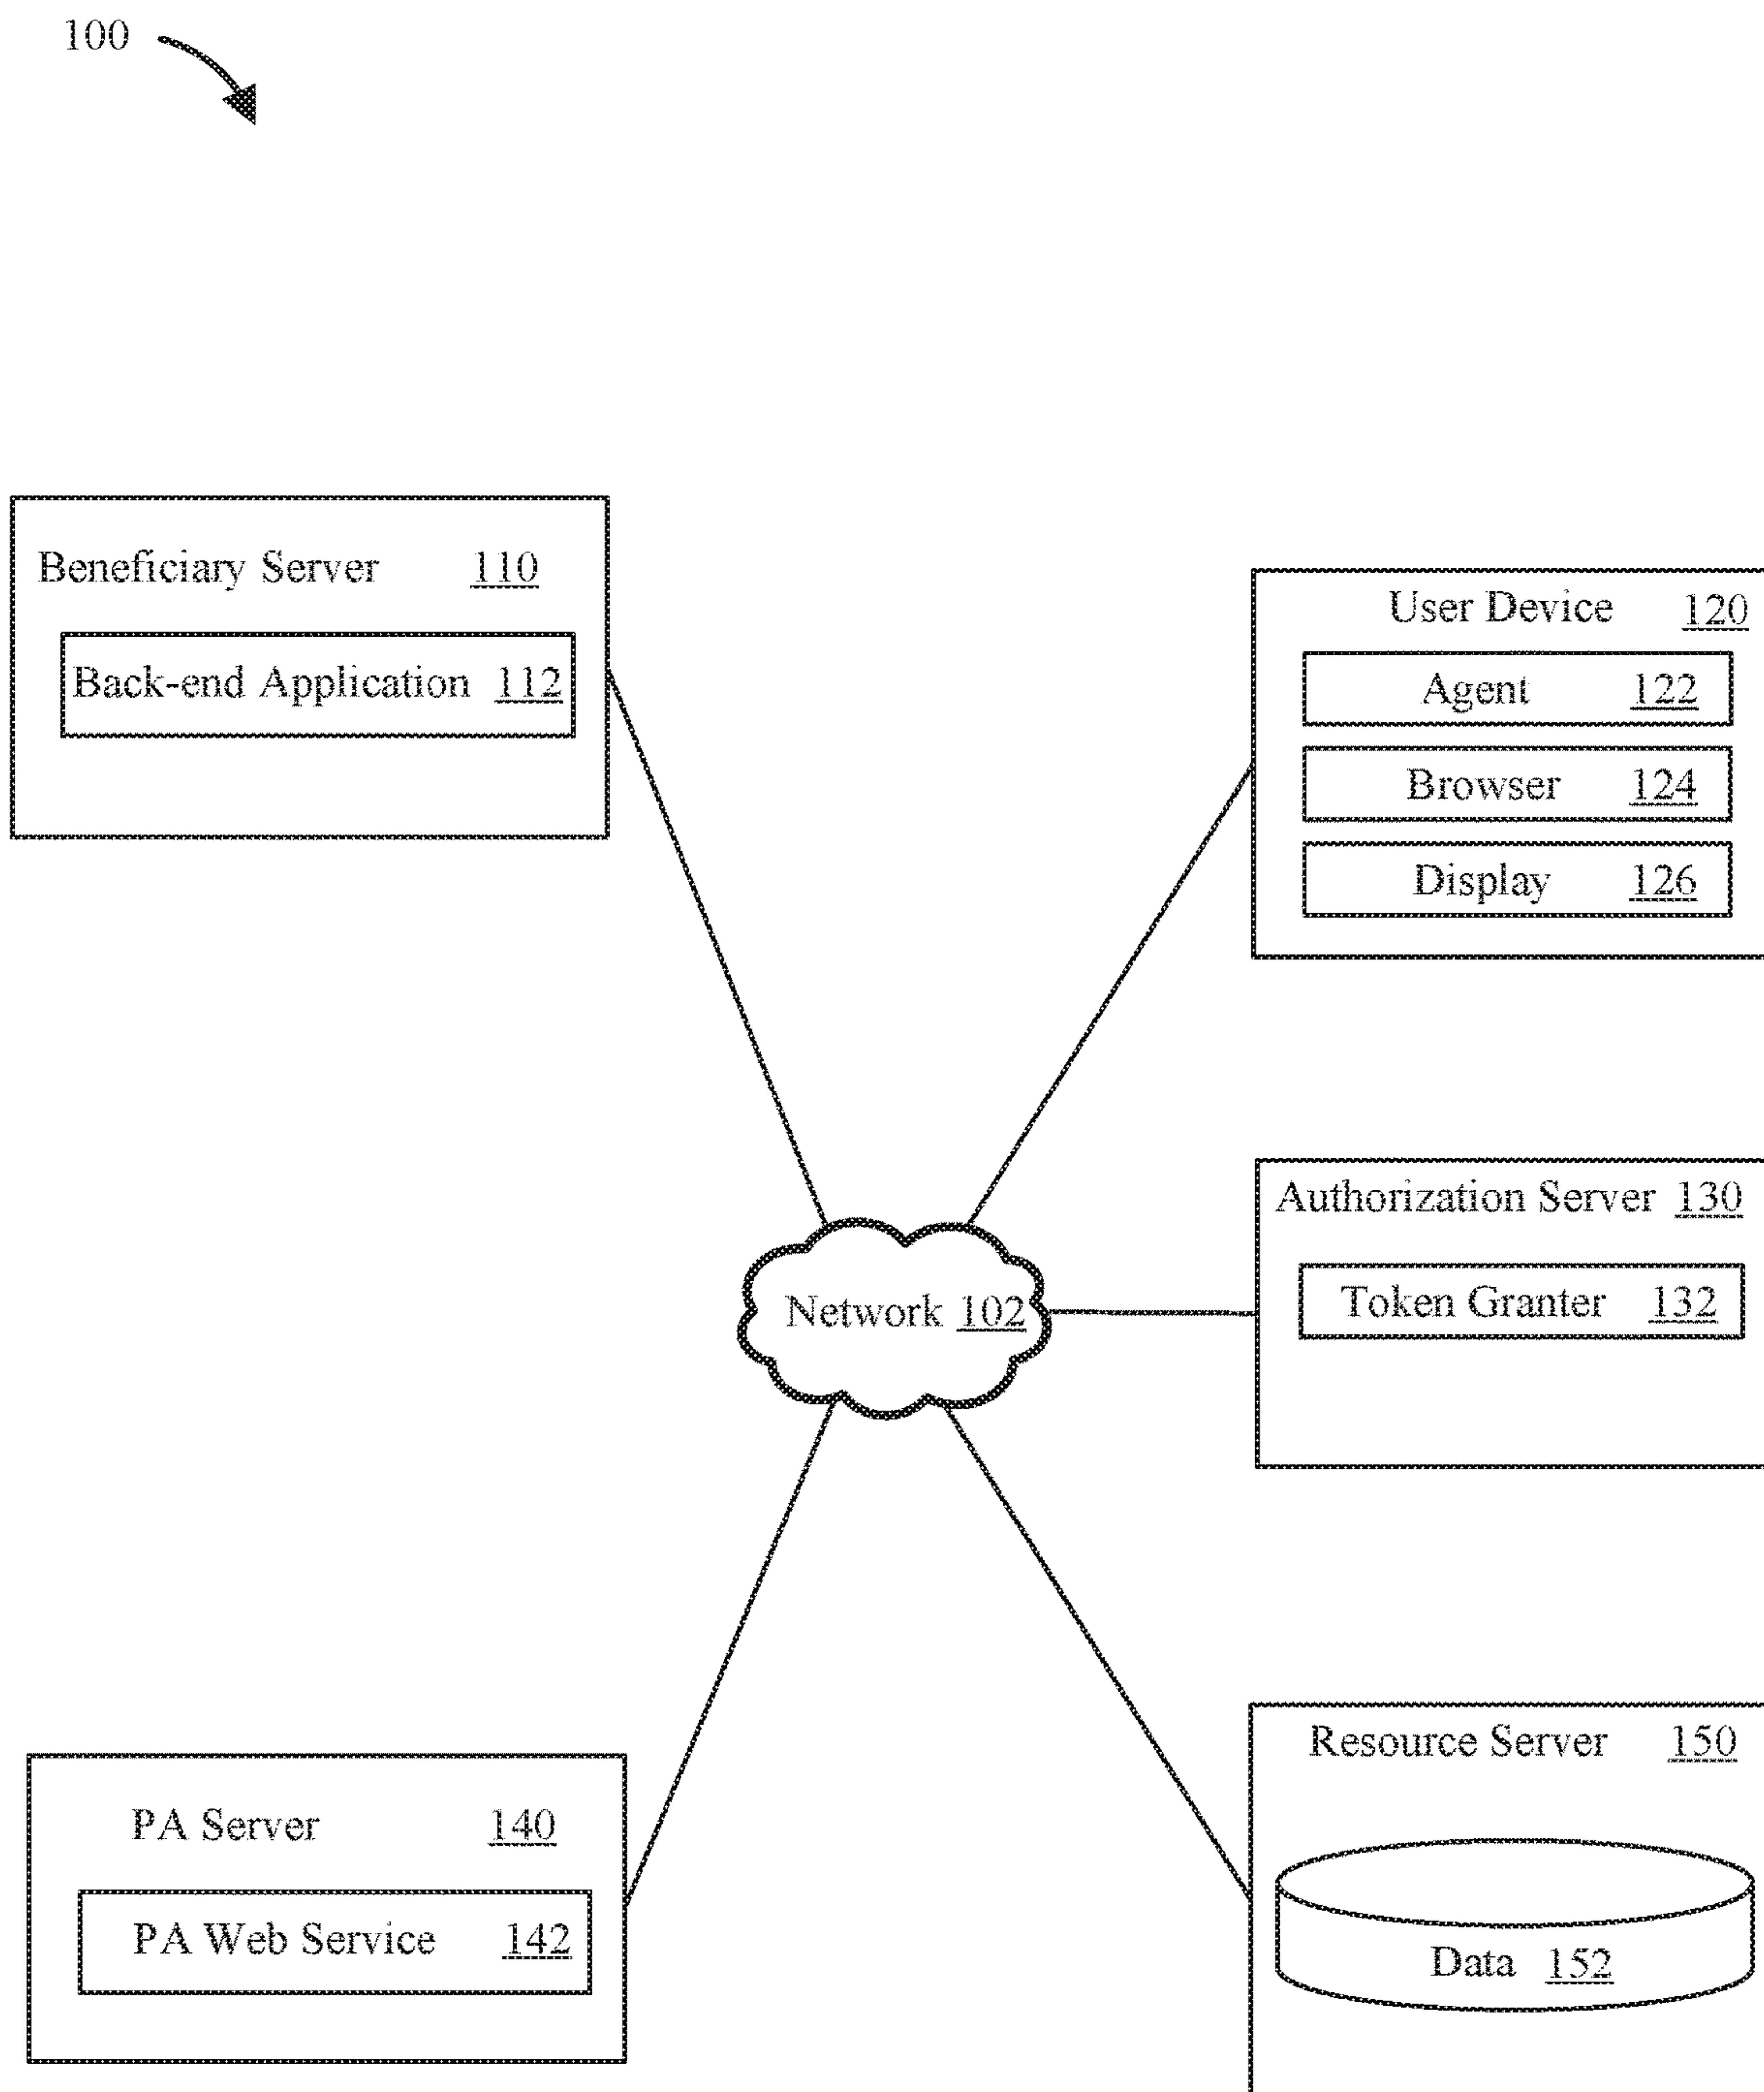 100
Beneficiary Server 110
Back-end Application 112
User Device 120
Agent 122
Browser 124
Display 126
Authorization Server 130
Token Granter 132
Network 102
PA Server 140
PA Web Service 142
Resource Server 150
Data 152